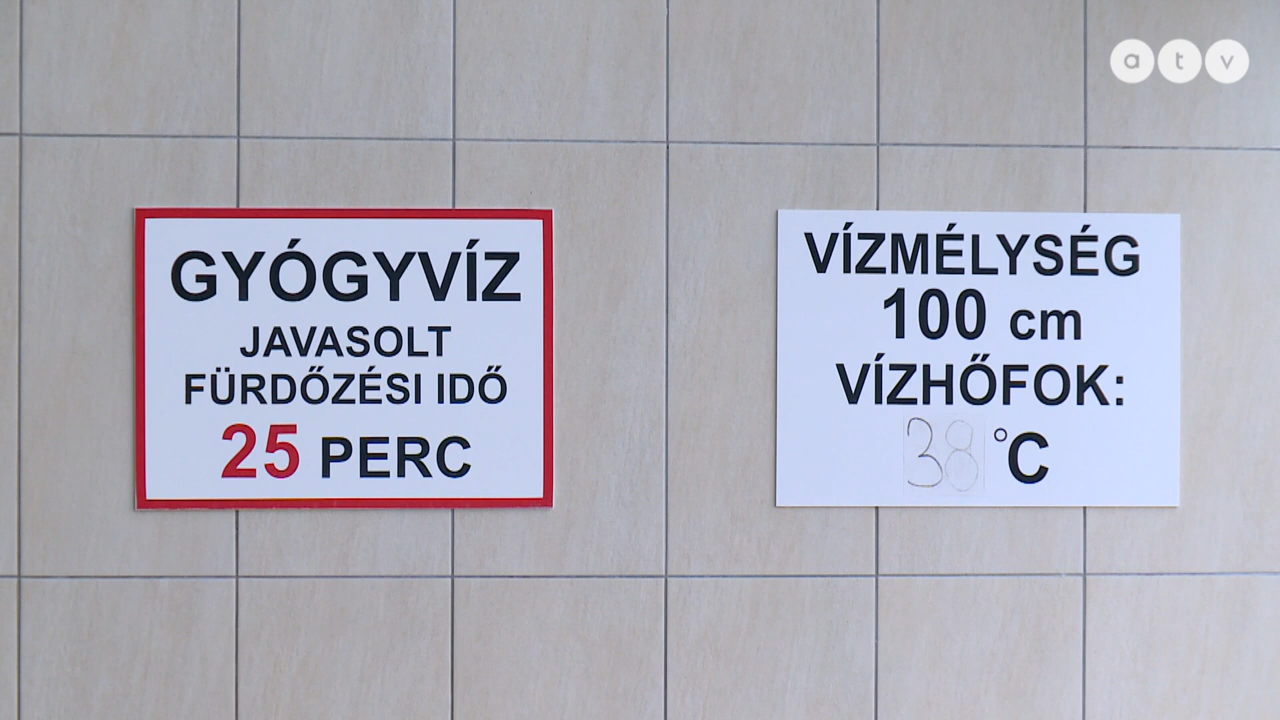 GYÓGYVÍZ
JAVASOLT
FÜRDŐZÉSI IDŐ
25 PERC
VÍZMÉLYSÉG
100 cm
VÍZHŐFOK:
38 °C
atv